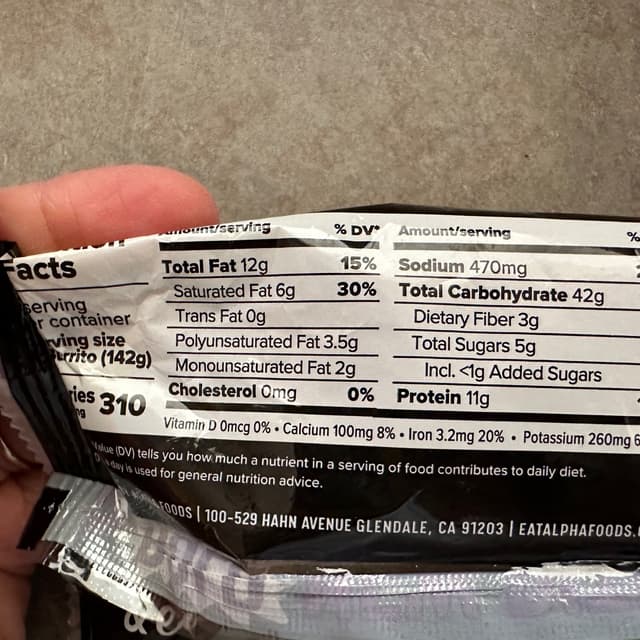 Facts
serving
container
size
(142g)
310
Amount/serving % DV*
Total Fat 12g 15%
Saturated Fat 6g 30%
Trans Fat 0g
Polyunsaturated Fat 3.5g
Monounsaturated Fat 2g
Cholesterol 0mg 0%
Amount/serving %
Sodium 470mg
Total Carbohydrate 42g
Dietary Fiber 3g
Total Sugars 5g
Incl. <1g Added Sugars
Protein 11g
Vitamin D 0mcg 0% • Calcium 100mg 8% • Iron 3.2mg 20% • Potassium 260mg 6
Value (DV) tells you how much a nutrient in a serving of food contributes to daily diet.
day is used for general nutrition advice.
FOODS | 100-529 HAHN AVENUE GLENDALE, CA 91203 | EATALPHAFOODS.